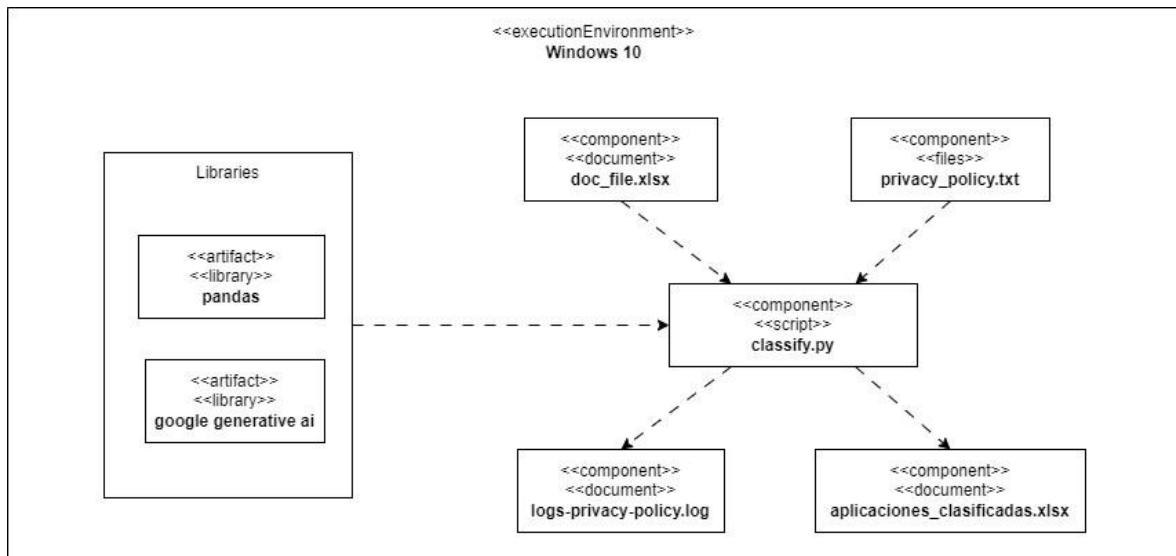 <<executionEnvironment>>
Windows 10
Libraries
<<artifact>>
<<library>>
pandas
<<artifact>>
<<library>>
google generative ai
<<component>>
<<document>>
doc_file.xlsx
<<component>>
<<files>>
privacy_policy.txt
<<component>>
<<script>>
classify.py
<<component>>
<<document>>
logs-privacy-policy.log
<<component>>
<<document>>
aplicaciones_clasificadas.xlsx